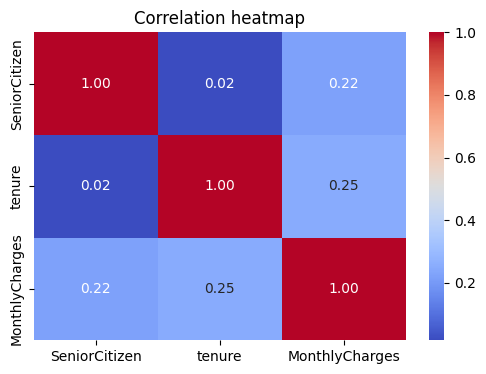 Correlation heatmap
SeniorCitizen
tenure
MonthlyCharges
1.00 0.02 0.22
0.02 1.00 0.25
0.22 0.25 1.00
SeniorCitizen tenure MonthlyCharges
1.0
0.8
0.6
0.4
0.2